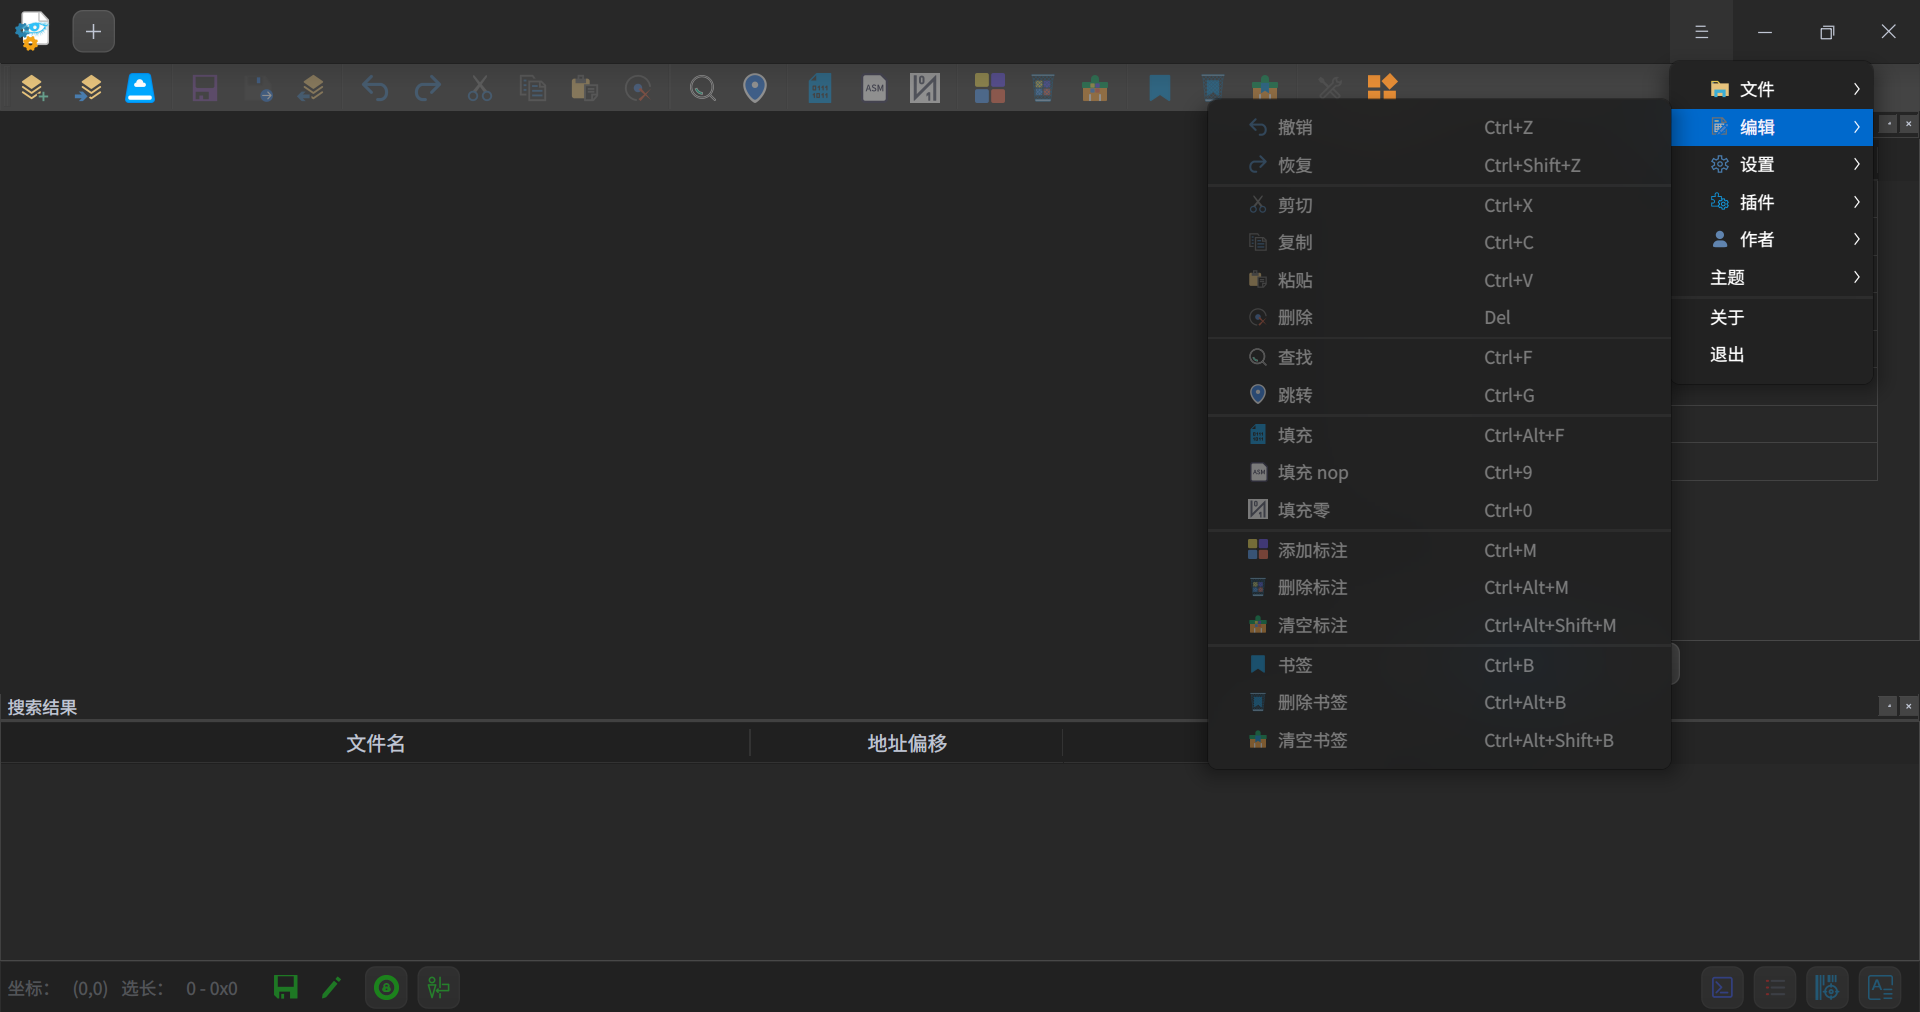 文件
编辑
设置
插件
作者
主题
关于
退出
撤销 Ctrl+Z
恢复 Ctrl+Shift+Z
剪切 Ctrl+X
复制 Ctrl+C
粘贴 Ctrl+V
删除 Del
查找 Ctrl+F
跳转 Ctrl+G
填充 Ctrl+Alt+F
填充 nop Ctrl+9
填充零 Ctrl+0
添加标注 Ctrl+M
删除标注 Ctrl+Alt+M
清空标注 Ctrl+Alt+Shift+M
书签 Ctrl+B
删除书签 Ctrl+Alt+B
清空书签 Ctrl+Alt+Shift+B
搜索结果
文件名 地址偏移
坐标： (0,0) 选长： 0 - 0x0